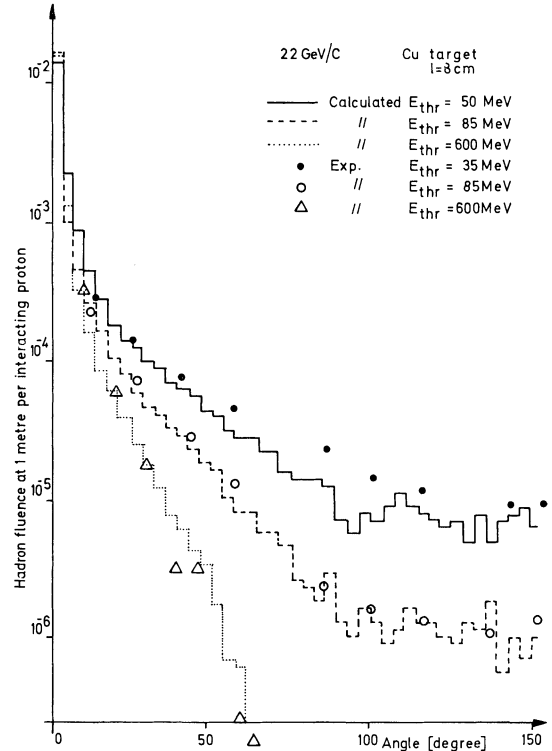 22 GeV/C Cu target
l=8cm
Calculated E_thr = 50 MeV
〃 E_thr = 85 MeV
〃 E_thr = 600 MeV
Exp. E_thr = 35 MeV
〃 E_thr = 85 MeV
〃 E_thr = 600 MeV
Hadron fluence at 1 metre per interacting proton
10^-2
10^-3
10^-4
10^-5
10^-6
0 50 100 150
Angle [degree]